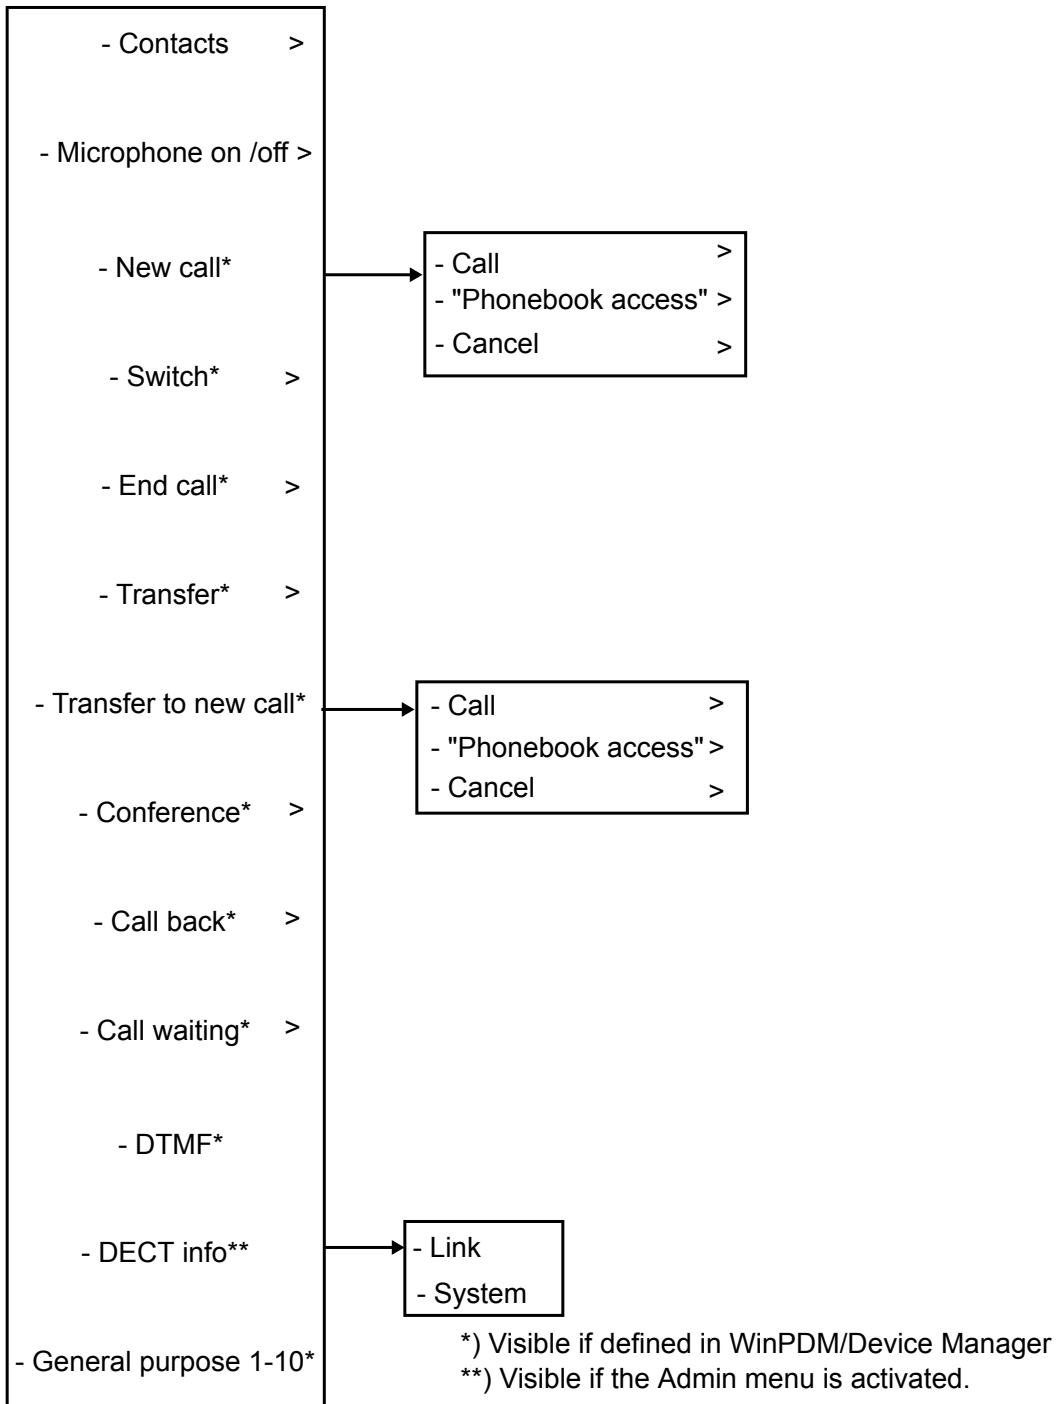 - Contacts >
- Microphone on /off >
- New call*
- Call >
- "Phonebook access" >
- Cancel >
- Switch* >
- End call* >
- Transfer* >
- Transfer to new call*
- Call >
- "Phonebook access" >
- Cancel >
- Conference* >
- Call back* >
- Call waiting* >
- DTMF*
- DECT info**
- Link
- System
- General purpose 1-10*
*) Visible if defined in WinPDM/Device Manager
**) Visible if the Admin menu is activated.